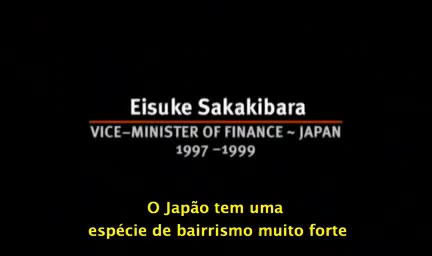 Eisuke Sakakibara
VICE-MINISTER OF FINANCE ~ JAPAN
1997 -1999
O Japão tem uma
espécie de bairrismo muito forte